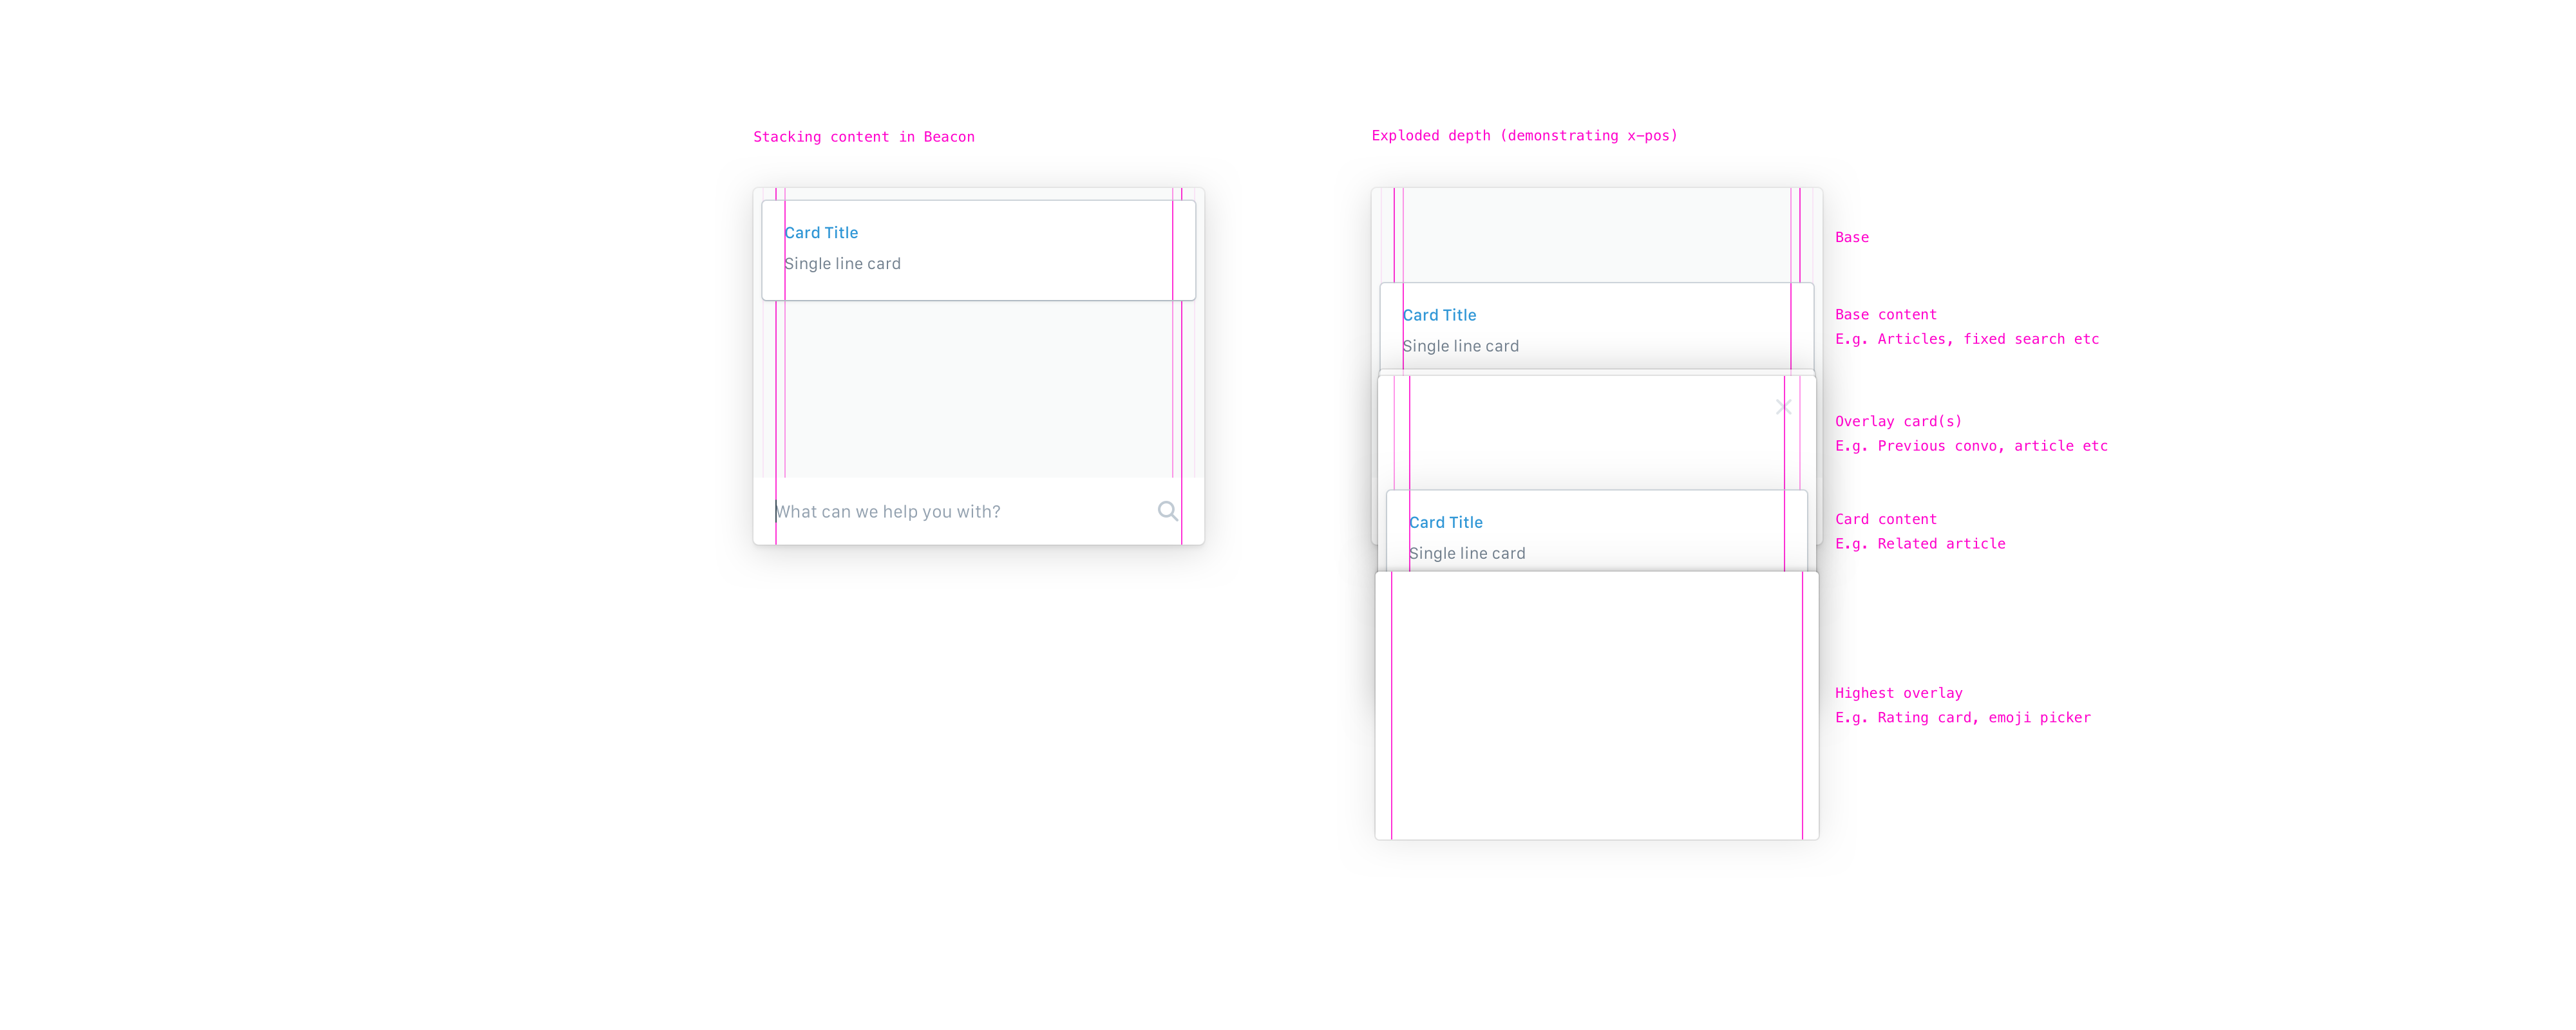 Stacking content in Beacon
Card Title
Single line card
What can we help you with?
Exploded depth (demonstrating x-pos)
Base
Card Title
Single line card
Base content
E.g. Articles, fixed search etc
Overlay card(s)
E.g. Previous convo, article etc
Card Title
Single line card
Card content
E.g. Related article
Highest overlay
E.g. Rating card, emoji picker